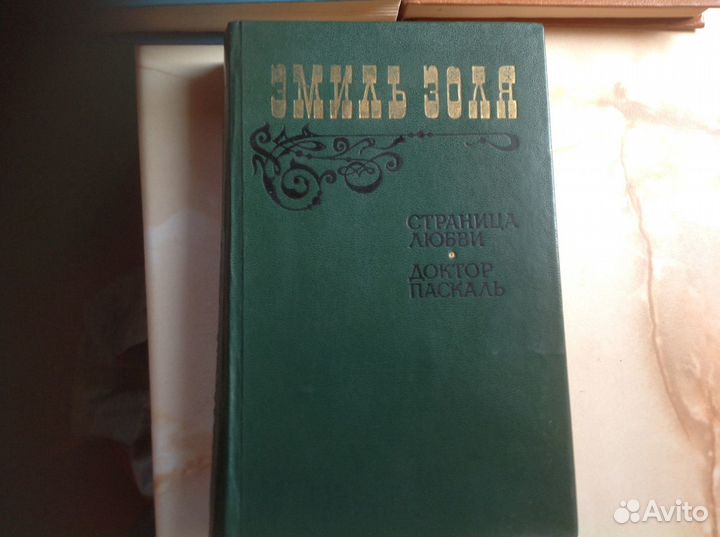 ЭМИЛЬ ЗОЛЯ
СТРАНИЦА
ЛЮБВИ
ДОКТОР
ПАСКАЛЬ
Avito